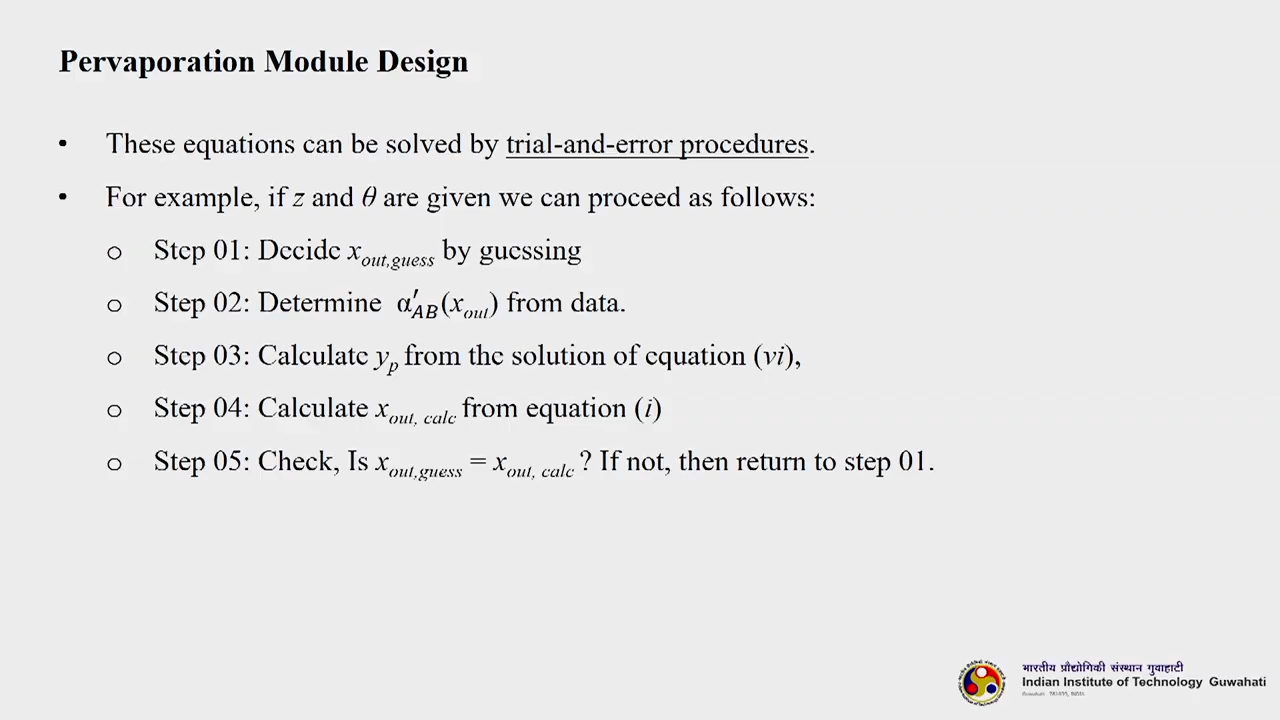 Pervaporation Module Design
• These equations can be solved by trial-and-error procedures.
• For example, if z and θ are given we can proceed as follows:
o Step 01: Decide x_out,guess by guessing
o Step 02: Determine α′_AB(x_out) from data.
o Step 03: Calculate y_p from the solution of equation (vi),
o Step 04: Calculate x_out, calc from equation (i)
o Step 05: Check, Is x_out,guess = x_out, calc ? If not, then return to step 01.
भारतीय प्रौद्योगिकी संस्थान गुवाहाटी
Indian Institute of Technology Guwahati